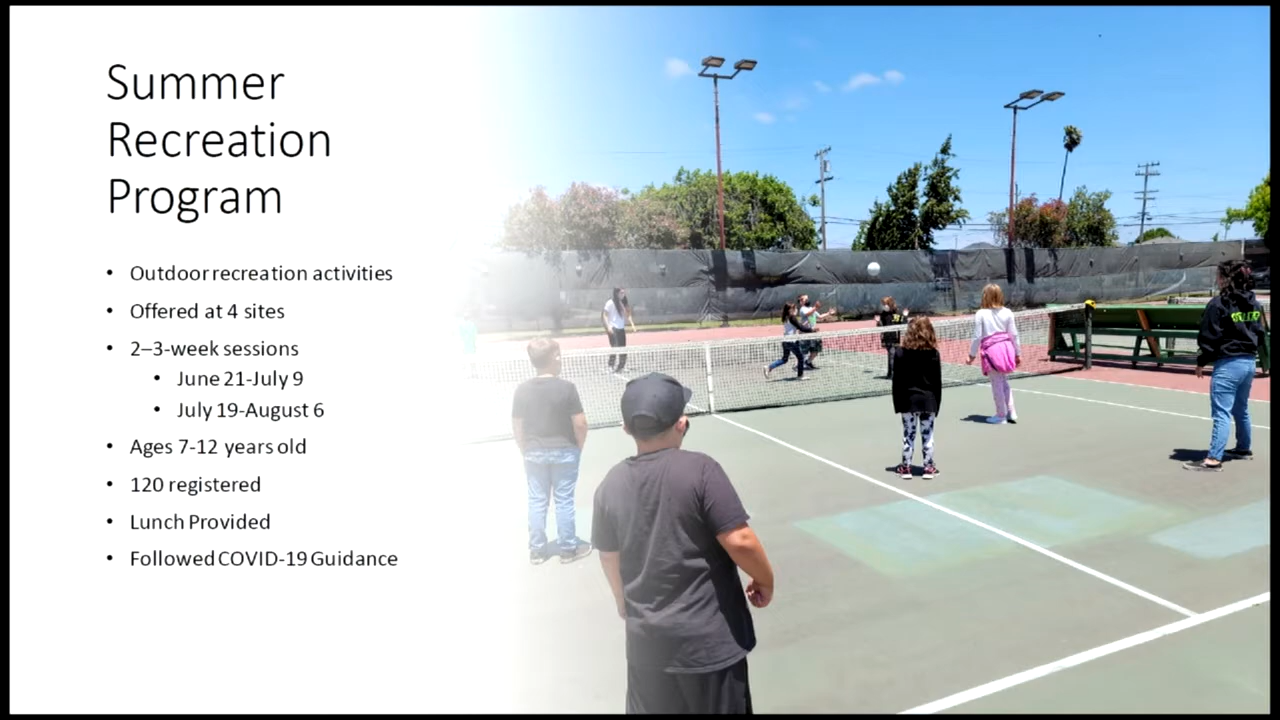 Summer
Recreation
Program
• Outdoor recreation activities
• Offered at 4 sites
• 2–3-week sessions
• June 21-July 9
• July 19-August 6
• Ages 7-12 years old
• 120 registered
• Lunch Provided
• Followed COVID-19 Guidance